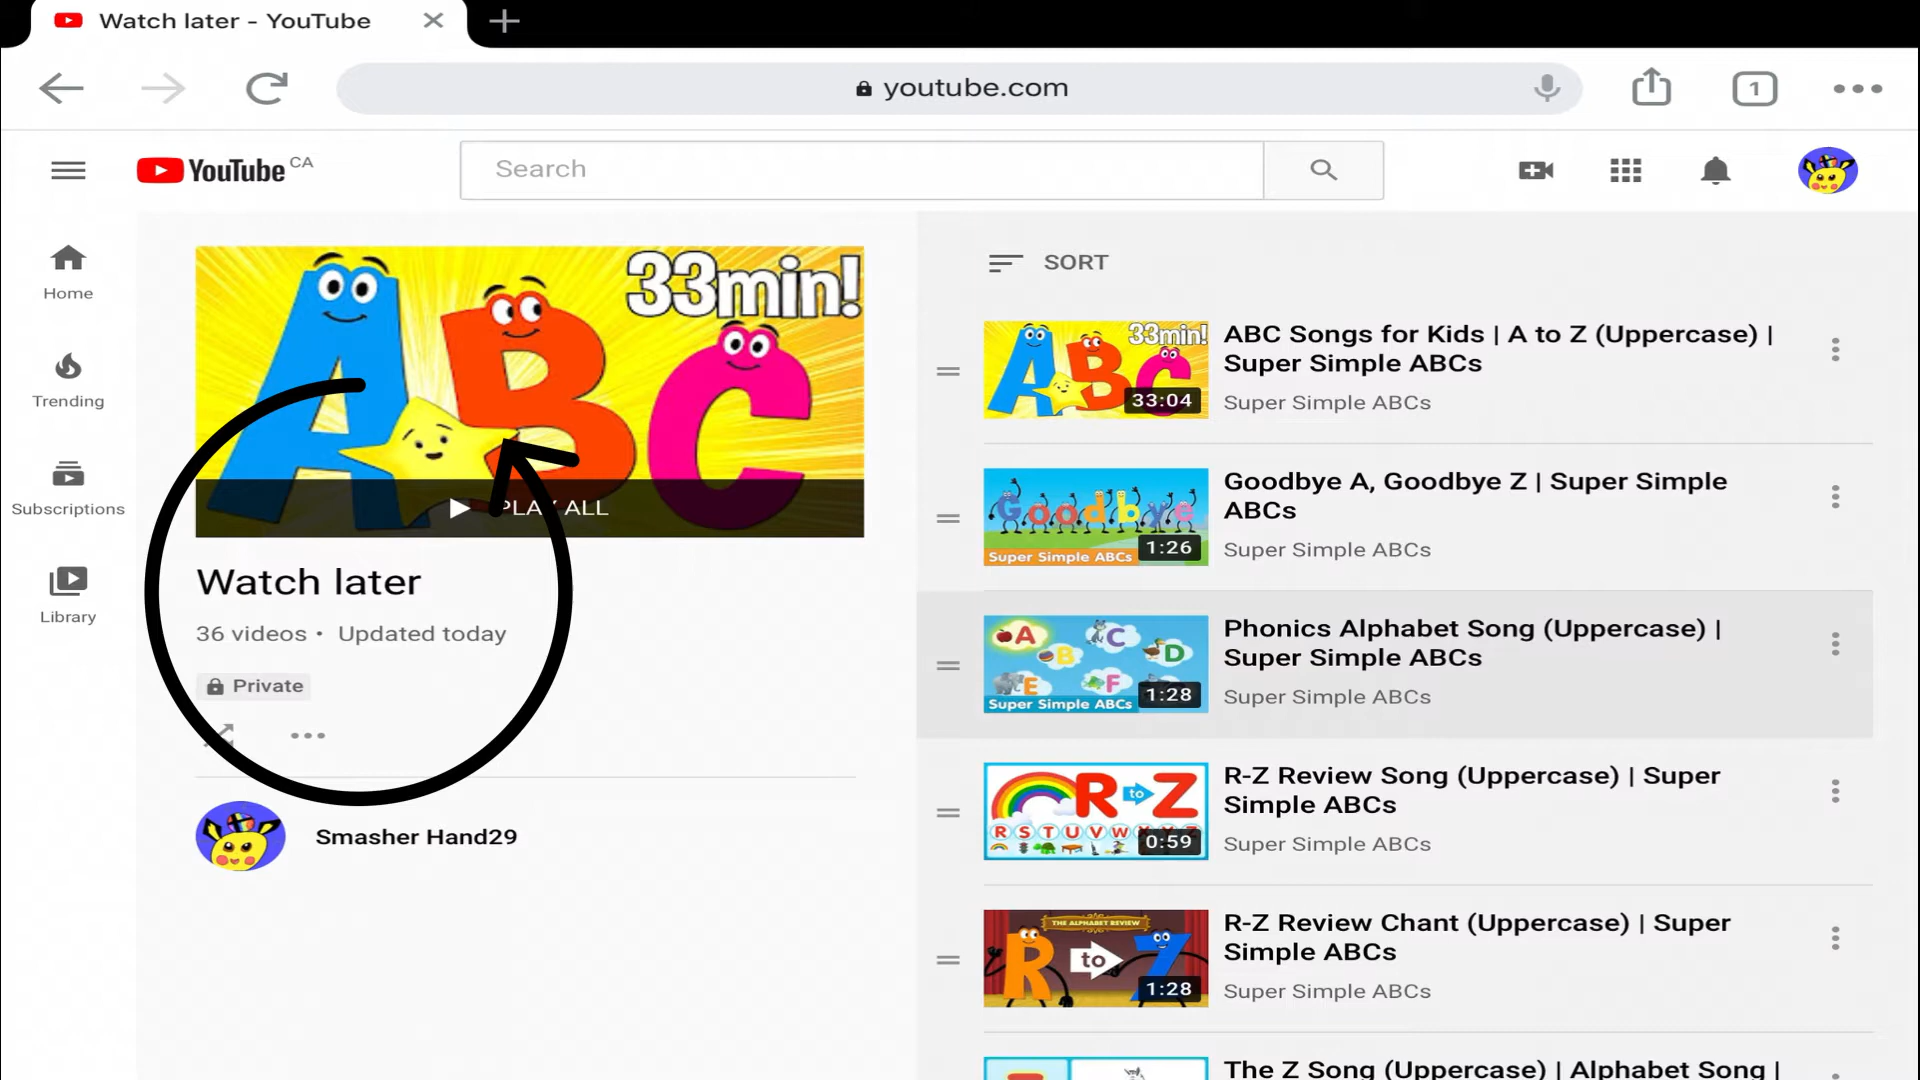 Watch later - YouTube
youtube.com
1
YouTube CA
Search
Home
Trending
Subscriptions
Library
33min!
ABC
PLAY ALL
Watch later
36 videos • Updated today
Private
Smasher Hand29
SORT
33min!
ABC
33:04
ABC Songs for Kids | A to Z (Uppercase) |
Super Simple ABCs
Super Simple ABCs
Goodbye
Super Simple ABCs
1:26
Goodbye A, Goodbye Z | Super Simple
ABCs
Super Simple ABCs
A C
B D
E F
Super Simple ABCs
1:28
Phonics Alphabet Song (Uppercase) |
Super Simple ABCs
Super Simple ABCs
R to Z
R S T U V W X Y Z
0:59
R-Z Review Song (Uppercase) | Super
Simple ABCs
Super Simple ABCs
THE ALPHABET REVIEW
R to Z
1:28
R-Z Review Chant (Uppercase) | Super
Simple ABCs
Super Simple ABCs
The Z Song (Uppercase) | Alphabet Song |